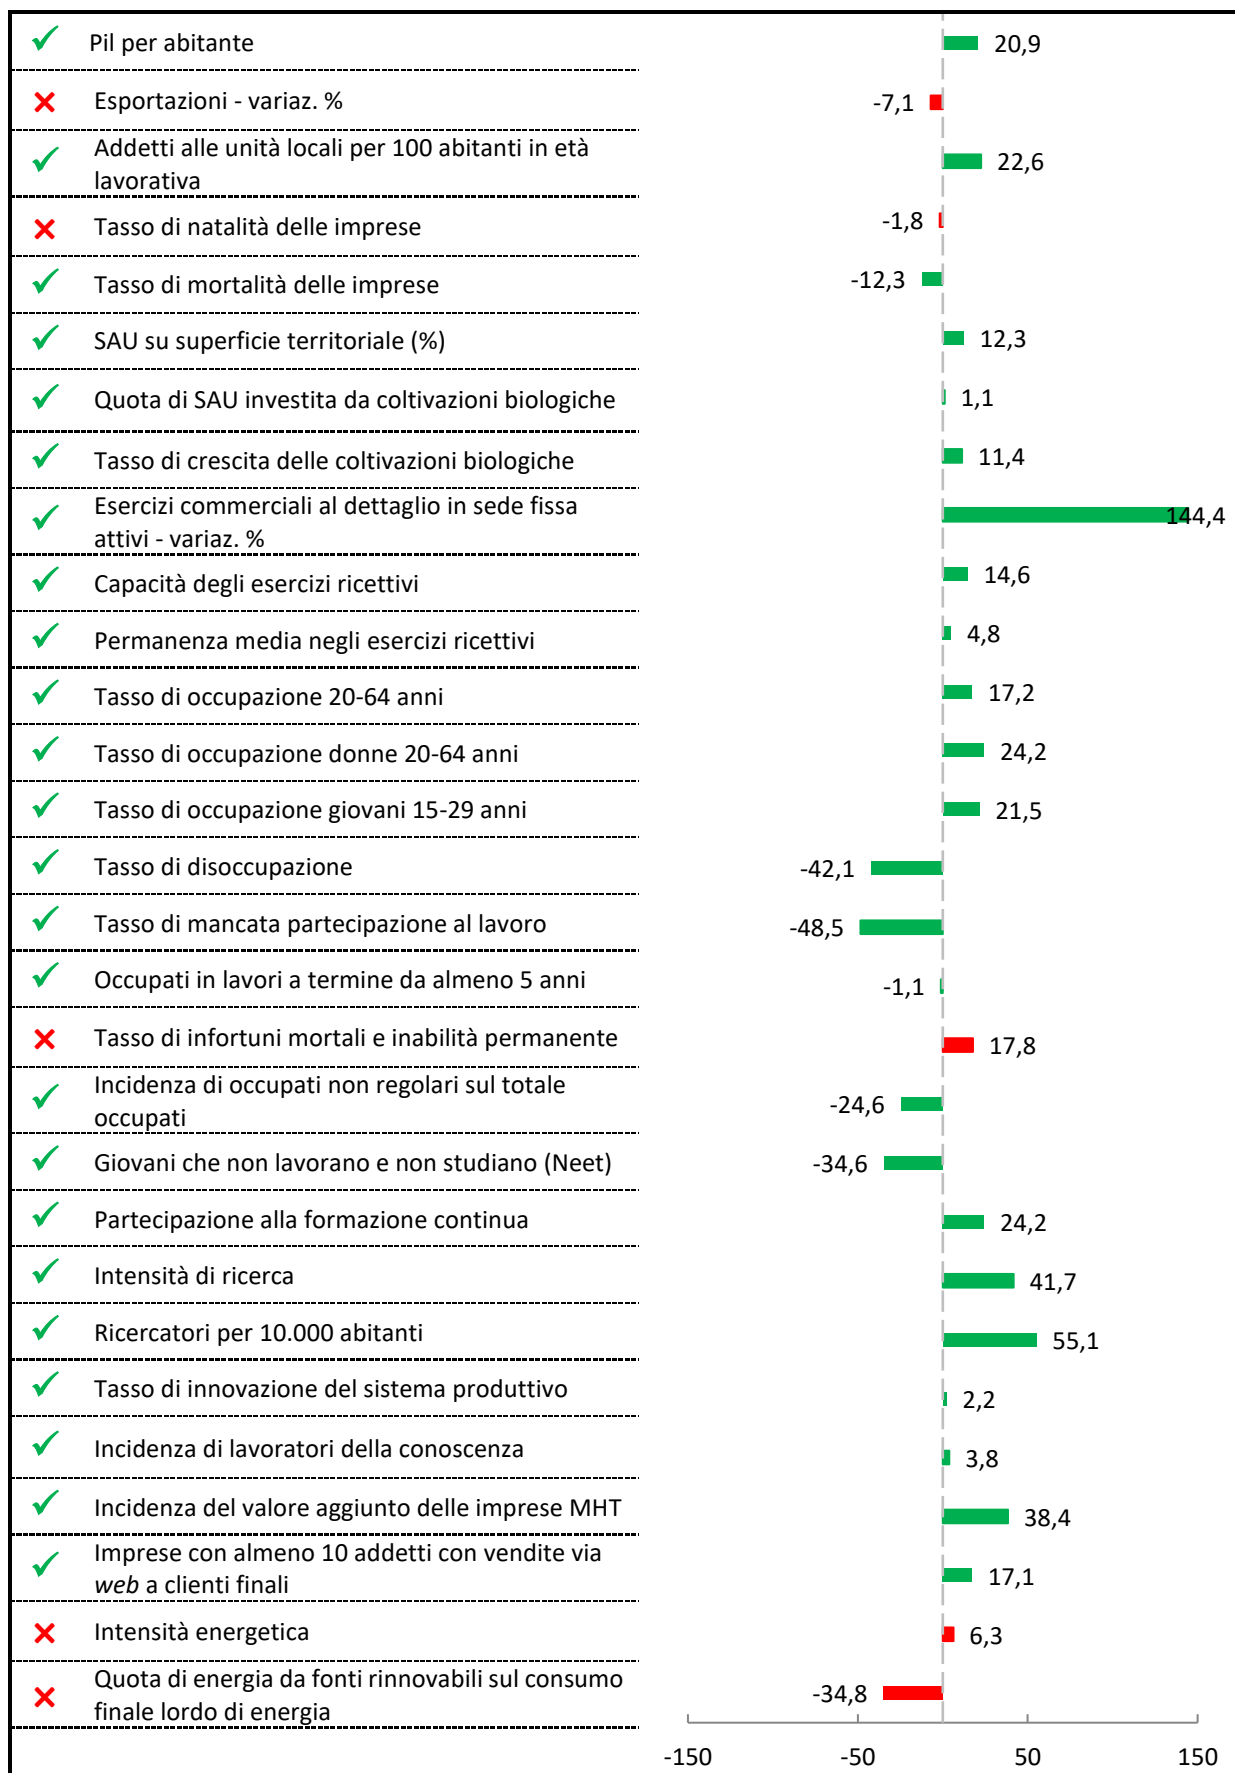 Pil per abitante
20,9
Esportazioni - variaz. %
-7,1
Addetti alle unità locali per 100 abitanti in età
lavorativa
22,6
Tasso di natalità delle imprese
-1,8
Tasso di mortalità delle imprese
-12,3
SAU su superficie territoriale (%)
12,3
Quota di SAU investita da coltivazioni biologiche
1,1
Tasso di crescita delle coltivazioni biologiche
11,4
Esercizi commerciali al dettaglio in sede fissa
attivi - variaz. %
144,4
Capacità degli esercizi ricettivi
14,6
Permanenza media negli esercizi ricettivi
4,8
Tasso di occupazione 20-64 anni
17,2
Tasso di occupazione donne 20-64 anni
24,2
Tasso di occupazione giovani 15-29 anni
21,5
Tasso di disoccupazione
-42,1
Tasso di mancata partecipazione al lavoro
-48,5
Occupati in lavori a termine da almeno 5 anni
-1,1
Tasso di infortuni mortali e inabilità permanente
17,8
Incidenza di occupati non regolari sul totale
occupati
-24,6
Giovani che non lavorano e non studiano (Neet)
-34,6
Partecipazione alla formazione continua
24,2
Intensità di ricerca
41,7
Ricercatori per 10.000 abitanti
55,1
Tasso di innovazione del sistema produttivo
2,2
Incidenza di lavoratori della conoscenza
3,8
Incidenza del valore aggiunto delle imprese MHT
38,4
Imprese con almeno 10 addetti con vendite via
web a clienti finali
17,1
Intensità energetica
6,3
Quota di energia da fonti rinnovabili sul consumo
finale lordo di energia
-34,8
-150 -50 50 150